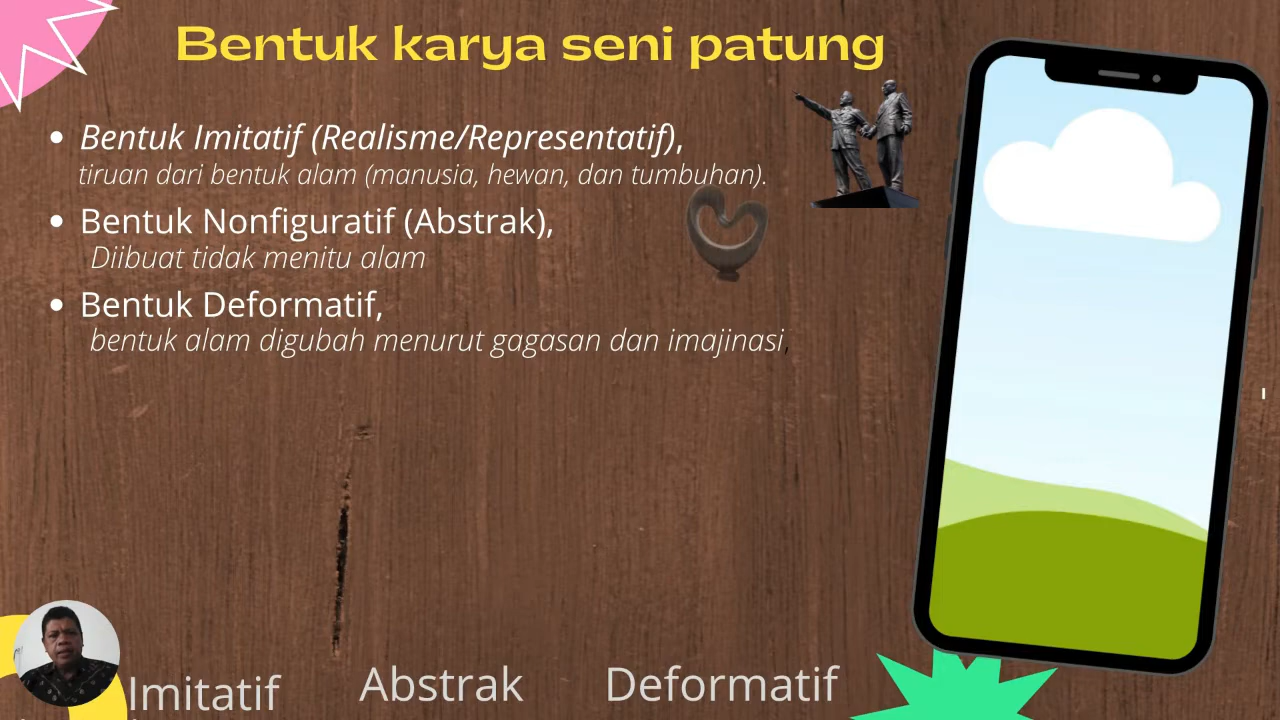 Bentuk karya seni patung
Bentuk Imitatif (Realisme/Representatif),
tiruan dari bentuk alam (manusia, hewan, dan tumbuhan).
Bentuk Nonfiguratif (Abstrak),
Diibuat tidak menitu alam
Bentuk Deformatif,
bentuk alam digubah menurut gagasan dan imajinasi,
Imitatif
Abstrak
Deformatif